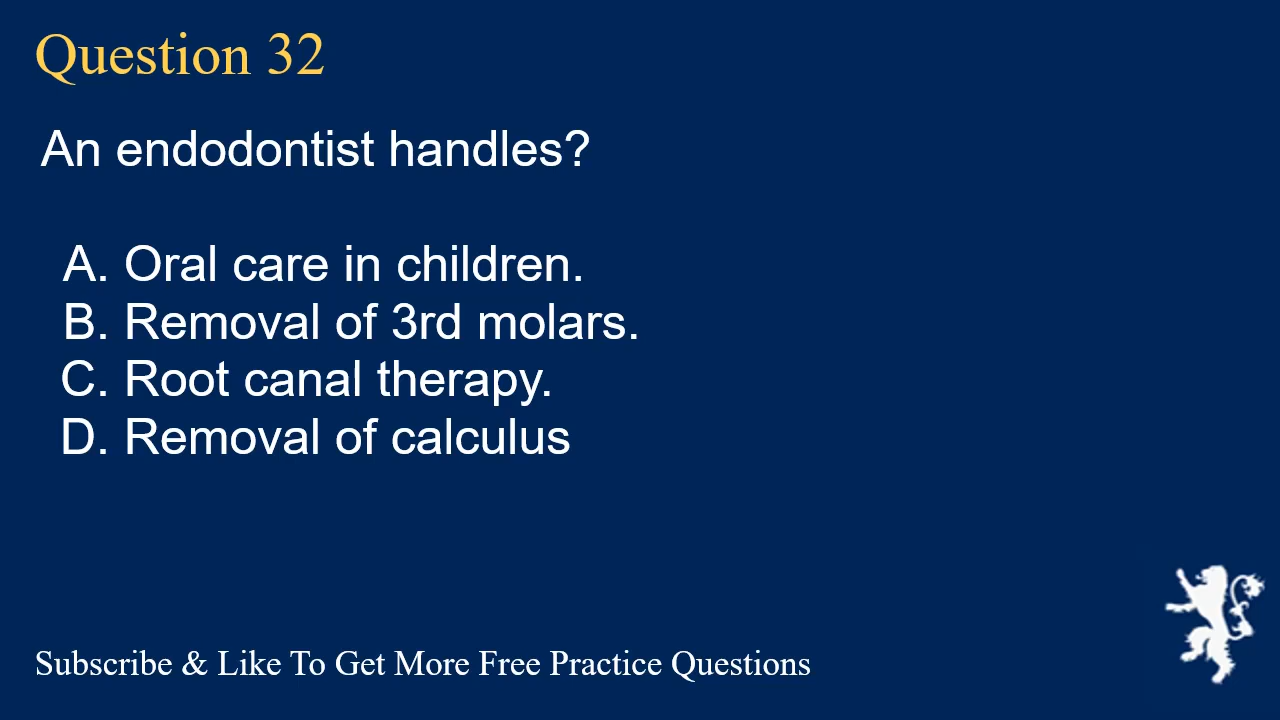 Question 32
An endodontist handles?
A. Oral care in children.
B. Removal of 3rd molars.
C. Root canal therapy.
D. Removal of calculus
Subscribe & Like To Get More Free Practice Questions